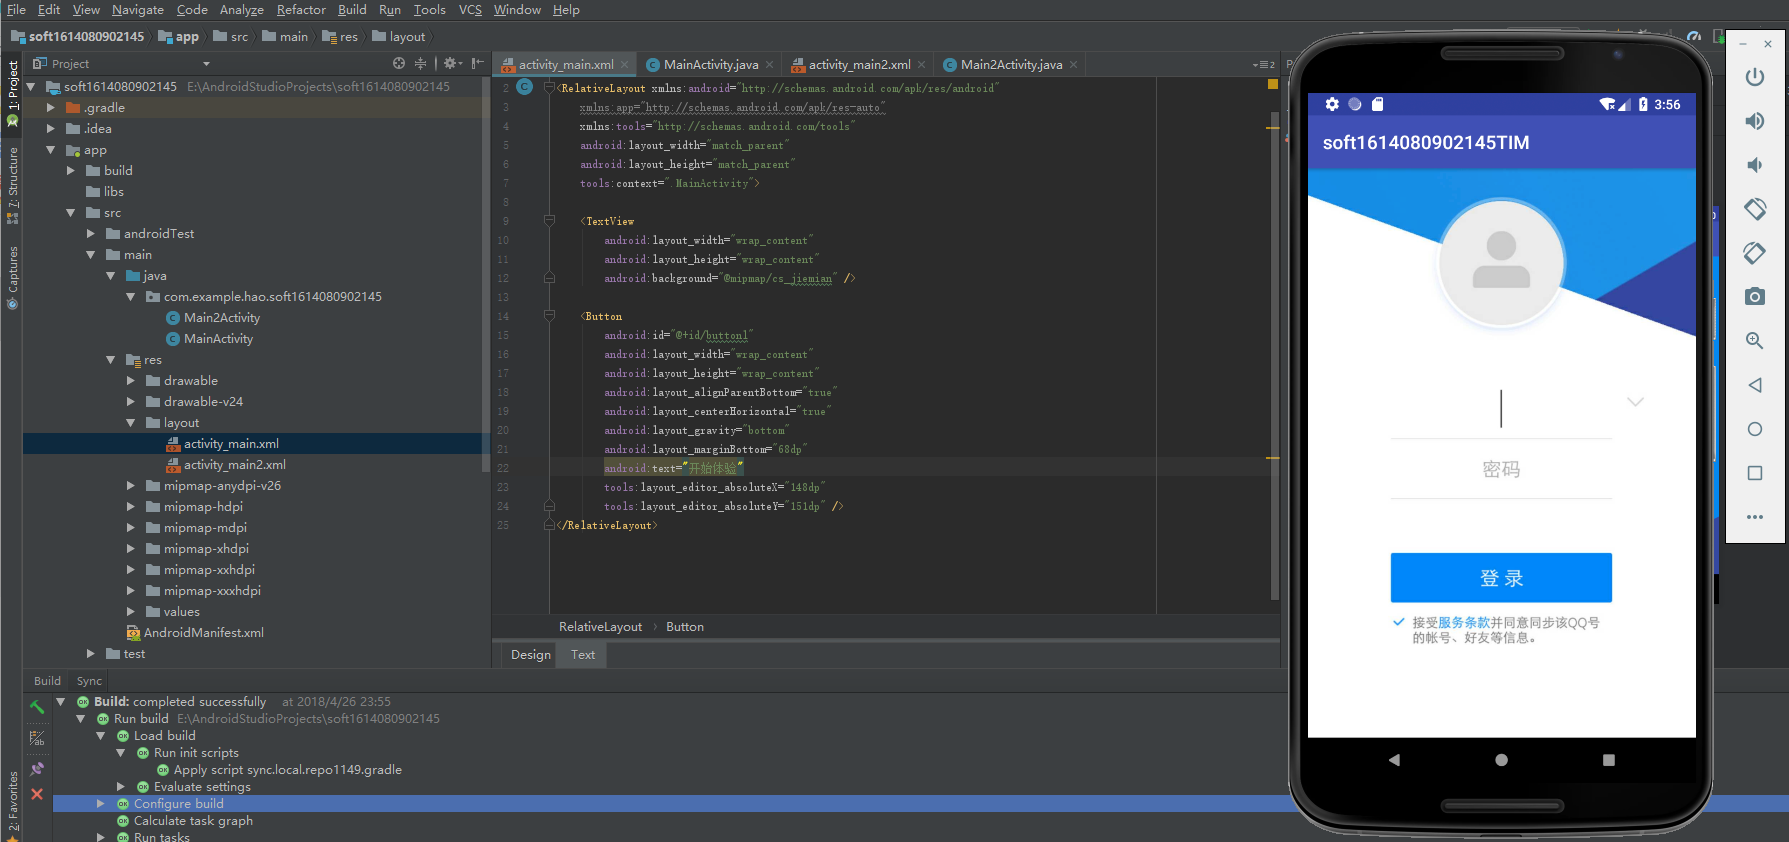 File Edit View Navigate Code Analyze Refactor Build Run Tools VCS Window Help
soft1614080902145 app src main res layout
1: Project
7: Structure
Captures
2: Favorites
Project
soft1614080902145 E:\AndroidStudioProjects\soft1614080902145
.gradle
.idea
app
build
libs
src
androidTest
main
java
com.example.hao.soft1614080902145
Main2Activity
MainActivity
res
drawable
drawable-v24
layout
activity_main.xml
activity_main2.xml
mipmap-anydpi-v26
mipmap-hdpi
mipmap-mdpi
mipmap-xhdpi
mipmap-xxhdpi
mipmap-xxxhdpi
values
AndroidManifest.xml
test
activity_main.xml MainActivity.java activity_main2.xml Main2Activity.java
2 <RelativeLayout xmlns:android="http://schemas.android.com/apk/res/android"
3 xmlns:app="http://schemas.android.com/apk/res-auto"
4 xmlns:tools="http://schemas.android.com/tools"
5 android:layout_width="match_parent"
6 android:layout_height="match_parent"
7 tools:context=".MainActivity">
8
9 <TextView
10 android:layout_width="wrap_content"
11 android:layout_height="wrap_content"
12 android:background="@mipmap/cs_jiemian" />
13
14 <Button
15 android:id="@+id/button1"
16 android:layout_width="wrap_content"
17 android:layout_height="wrap_content"
18 android:layout_alignParentBottom="true"
19 android:layout_centerHorizontal="true"
20 android:layout_gravity="bottom"
21 android:layout_marginBottom="68dp"
22 android:text="开始体验"
23 tools:layout_editor_absoluteX="148dp"
24 tools:layout_editor_absoluteY="151dp" />
25 </RelativeLayout>
RelativeLayout Button
Design Text
Build Sync
Build: completed successfully at 2018/4/26 23:55
Run build E:\AndroidStudioProjects\soft1614080902145
Load build
Run init scripts
Apply script sync.local.repo1149.gradle
Evaluate settings
Configure build
Calculate task graph
Run tasks
3:56
soft1614080902145TIM
密码
登 录
接受服务条款并同意同步该QQ号
的帐号、好友等信息。